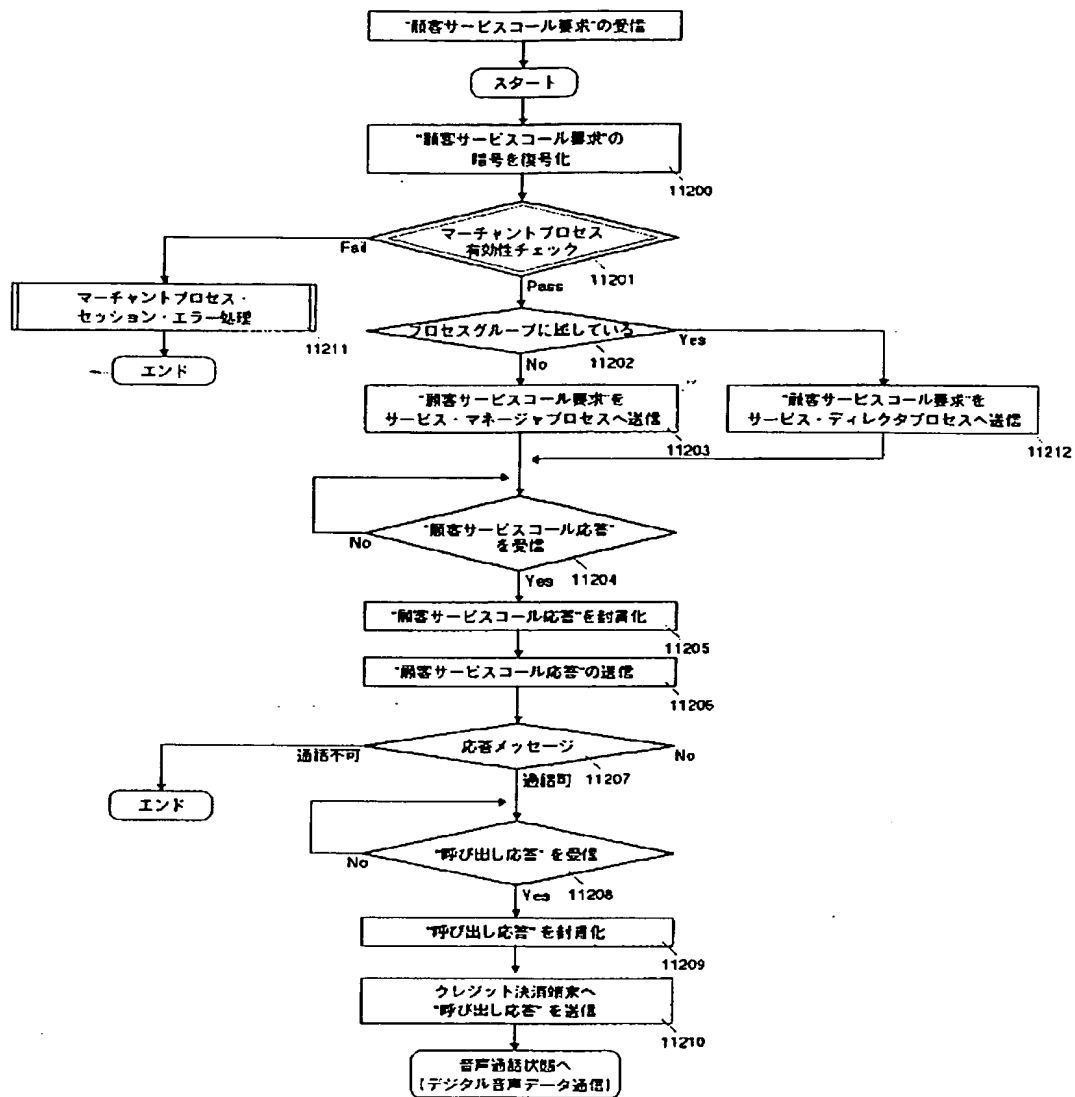 "顧客サービスコール要求"の受信
スタート
"顧客サービスコール要求"の
暗号を復号化
11200
マーチャントプロセス
有効性チェック
11201
Fail
Pass
マーチャントプロセス・
セッション・エラー処理
11211
エンド
プロセスグループに属している
11202
Yes
No
"顧客サービスコール要求"を
サービス・マネージャプロセスへ送信
11203
"顧客サービスコール要求"を
サービス・ディレクタプロセスへ送信
11212
"顧客サービスコール応答"
を受信
No
11204
Yes
"顧客サービスコール応答"を封書化
11205
"顧客サービスコール応答"の送信
11206
応答メッセージ
通話不可
No
11207
通話可
エンド
"呼び出し応答" を受信
No
11208
Yes
"呼び出し応答" を封書化
11209
クレジット決済端末へ
"呼び出し応答" を送信
11210
音声通話状態へ
(デジタル音声データ通信)